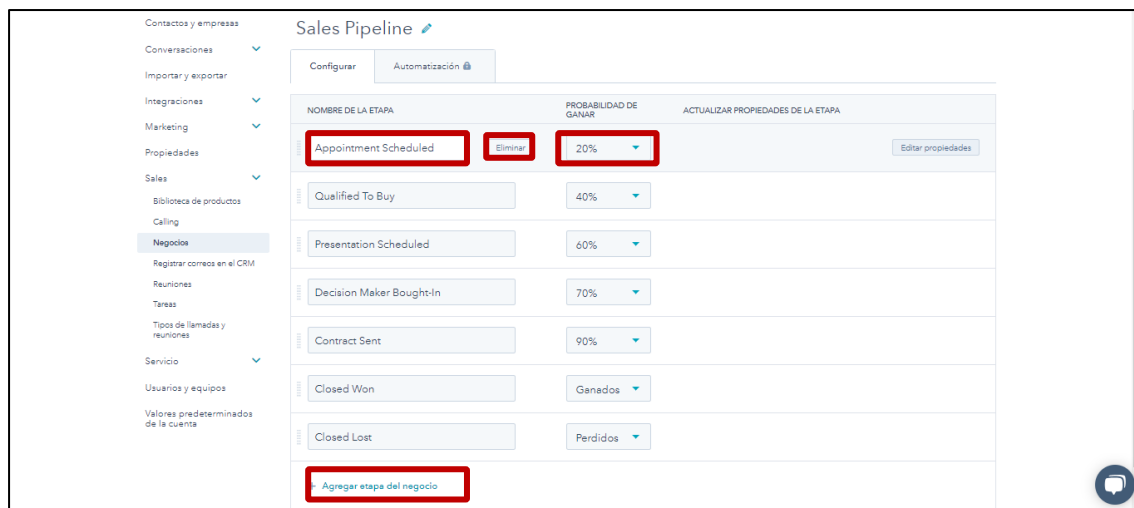 Contactos y empresas
Conversaciones
Importar y exportar
Integraciones
Marketing
Propiedades
Sales
Biblioteca de productos
Calling
Negocios
Registrar correos en el CRM
Reuniones
Tareas
Tipos de llamadas y
reuniones
Servicio
Usuarios y equipos
Valores predeterminados
de la cuenta
Sales Pipeline
Configurar
Automatización
NOMBRE DE LA ETAPA
PROBABILIDAD DE
GANAR
ACTUALIZAR PROPIEDADES DE LA ETAPA
Appointment Scheduled
Eliminar
20%
Editar propiedades
Qualified To Buy
40%
Presentation Scheduled
60%
Decision Maker Bought-In
70%
Contract Sent
90%
Closed Won
Ganados
Closed Lost
Perdidos
+ Agregar etapa del negocio